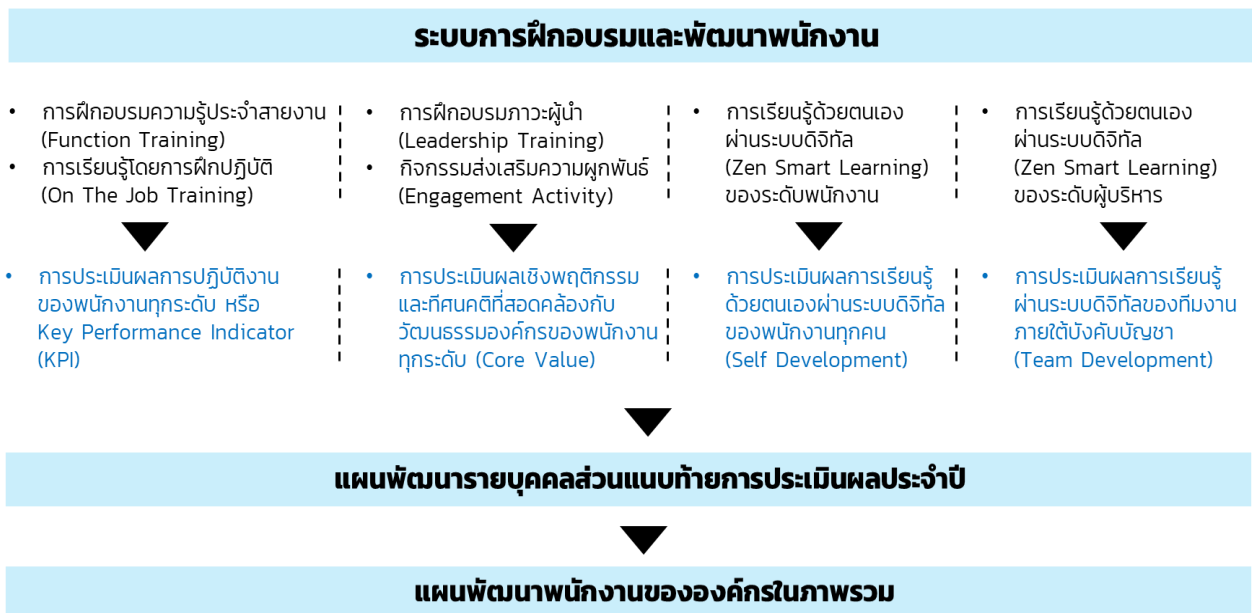 ระบบการฝึกอบรมและพัฒนาพนักงาน
• การฝึกอบรมความรู้ประจำสายงาน
(Function Training)
• การเรียนรู้โดยการฝึกปฏิบัติ
(On The Job Training)
• การฝึกอบรมภาวะผู้นำ
(Leadership Training)
• กิจกรรมส่งเสริมความผูกพันธ์
(Engagement Activity)
• การเรียนรู้ด้วยตนเอง
ผ่านระบบดิจิทัล
(Zen Smart Learning)
ของระดับพนักงาน
• การเรียนรู้ด้วยตนเอง
ผ่านระบบดิจิทัล
(Zen Smart Learning)
ของระดับผู้บริหาร
• การประเมินผลการปฏิบัติงาน
ของพนักงานทุกระดับ หรือ
Key Performance Indicator
(KPI)
• การประเมินผลเชิงพฤติกรรม
และทัศนคติที่สอดคล้องกับ
วัฒนธรรมองค์กรของพนักงาน
ทุกระดับ (Core Value)
• การประเมินผลการเรียนรู้
ด้วยตนเองผ่านระบบดิจิทัล
ของพนักงานทุกคน
(Self Development)
• การประเมินผลการเรียนรู้
ผ่านระบบดิจิทัลของทีมงาน
ภายใต้บังคับบัญชา
(Team Development)
แผนพัฒนารายบุคคลส่วนแนบท้ายการประเมินผลประจำปี
แผนพัฒนาพนักงานขององค์กรในภาพรวม